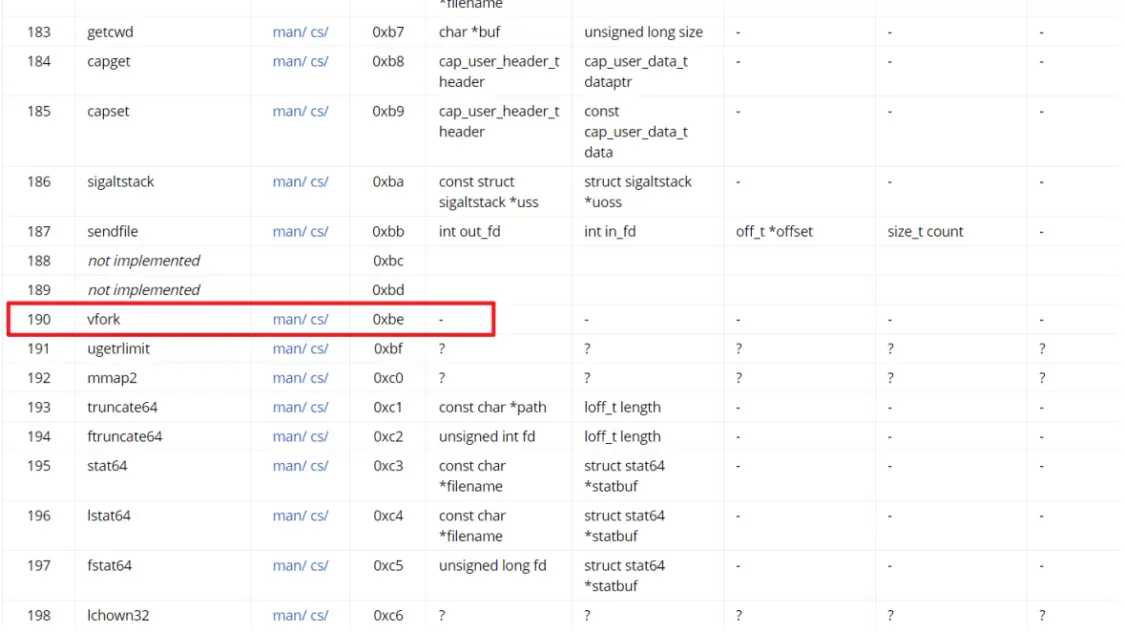 *filename
183 getcwd man/ cs/ 0xb7 char *buf unsigned long size - - -
184 capget man/ cs/ 0xb8 cap_user_header_t cap_user_data_t - - -
header dataptr
185 capset man/ cs/ 0xb9 cap_user_header_t const - - -
header cap_user_data_t
data
186 sigaltstack man/ cs/ 0xba const struct struct sigaltstack - - -
sigaltstack *uss *uoss
187 sendfile man/ cs/ 0xbb int out_fd int in_fd off_t *offset size_t count -
188 not implemented 0xbc
189 not implemented 0xbd
190 vfork man/ cs/ 0xbe - - - - -
191 ugetrlimit man/ cs/ 0xbf ? ? ? ? ?
192 mmap2 man/ cs/ 0xc0 ? ? ? ? ?
193 truncate64 man/ cs/ 0xc1 const char *path loff_t length - - -
194 ftruncate64 man/ cs/ 0xc2 unsigned int fd loff_t length - - -
195 stat64 man/ cs/ 0xc3 const char struct stat64 - - -
*filename *statbuf
196 lstat64 man/ cs/ 0xc4 const char struct stat64 - - -
*filename *statbuf
197 fstat64 man/ cs/ 0xc5 unsigned long fd struct stat64 - - -
*statbuf
198 lchown32 man/ cs/ 0xc6 ? ? ? ? ?